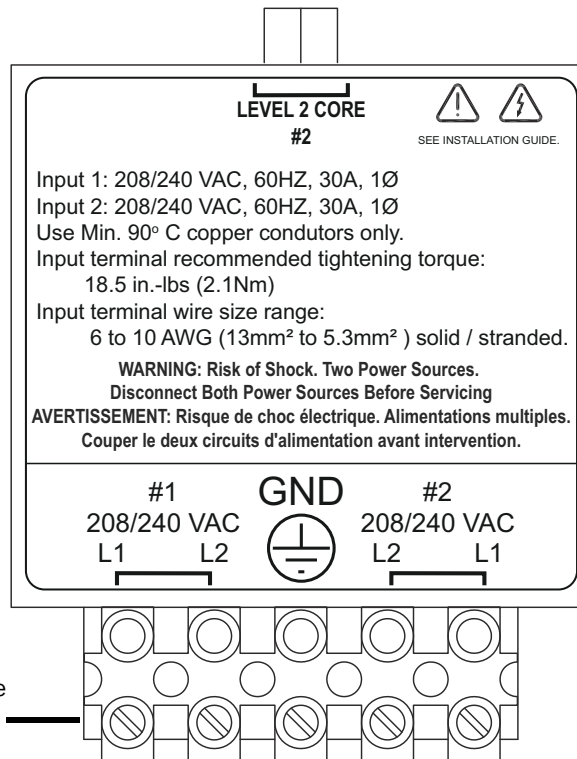 LEVEL 2 CORE
#2
SEE INSTALLATION GUIDE.
Input 1: 208/240 VAC, 60HZ, 30A, 1Ø
Input 2: 208/240 VAC, 60HZ, 30A, 1Ø
Use Min. 90° C copper condutors only.
Input terminal recommended tightening torque:
18.5 in.-lbs (2.1Nm)
Input terminal wire size range:
6 to 10 AWG (13mm² to 5.3mm² ) solid / stranded.
WARNING: Risk of Shock. Two Power Sources.
Disconnect Both Power Sources Before Servicing
AVERTISSEMENT: Risque de choc électrique. Alimentations multiples.
Couper le deux circuits d'alimentation avant intervention.
#1 GND #2
208/240 VAC 208/240 VAC
L1 L2 L2 L1
e